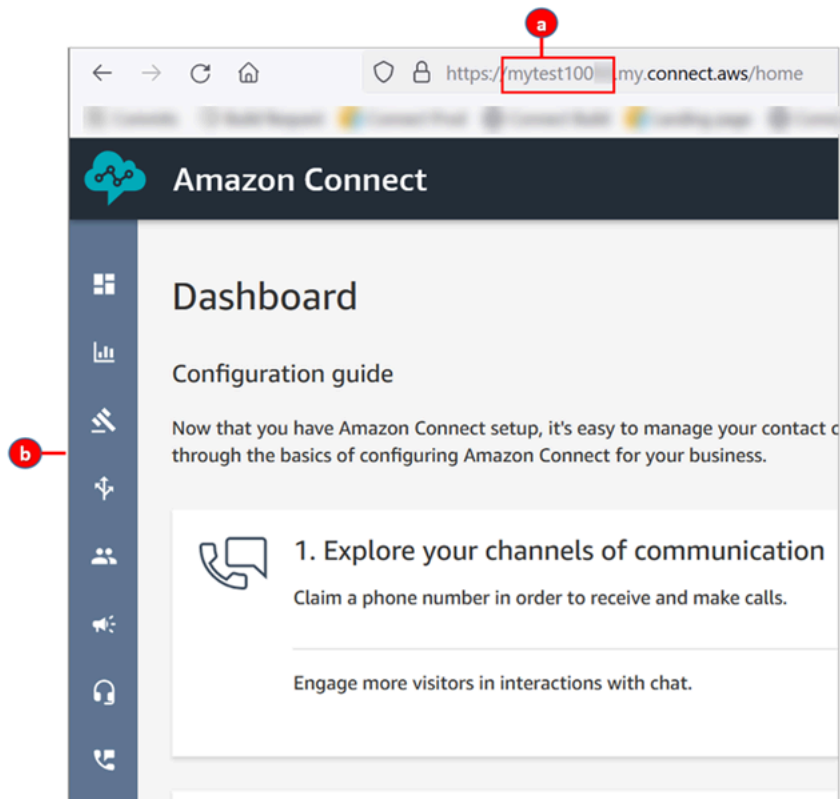 a
https://mytest100 .my.connect.aws/home
Amazon Connect
Dashboard
Configuration guide
Now that you have Amazon Connect setup, it's easy to manage your contact c
through the basics of configuring Amazon Connect for your business.
b
1. Explore your channels of communication
Claim a phone number in order to receive and make calls.
Engage more visitors in interactions with chat.